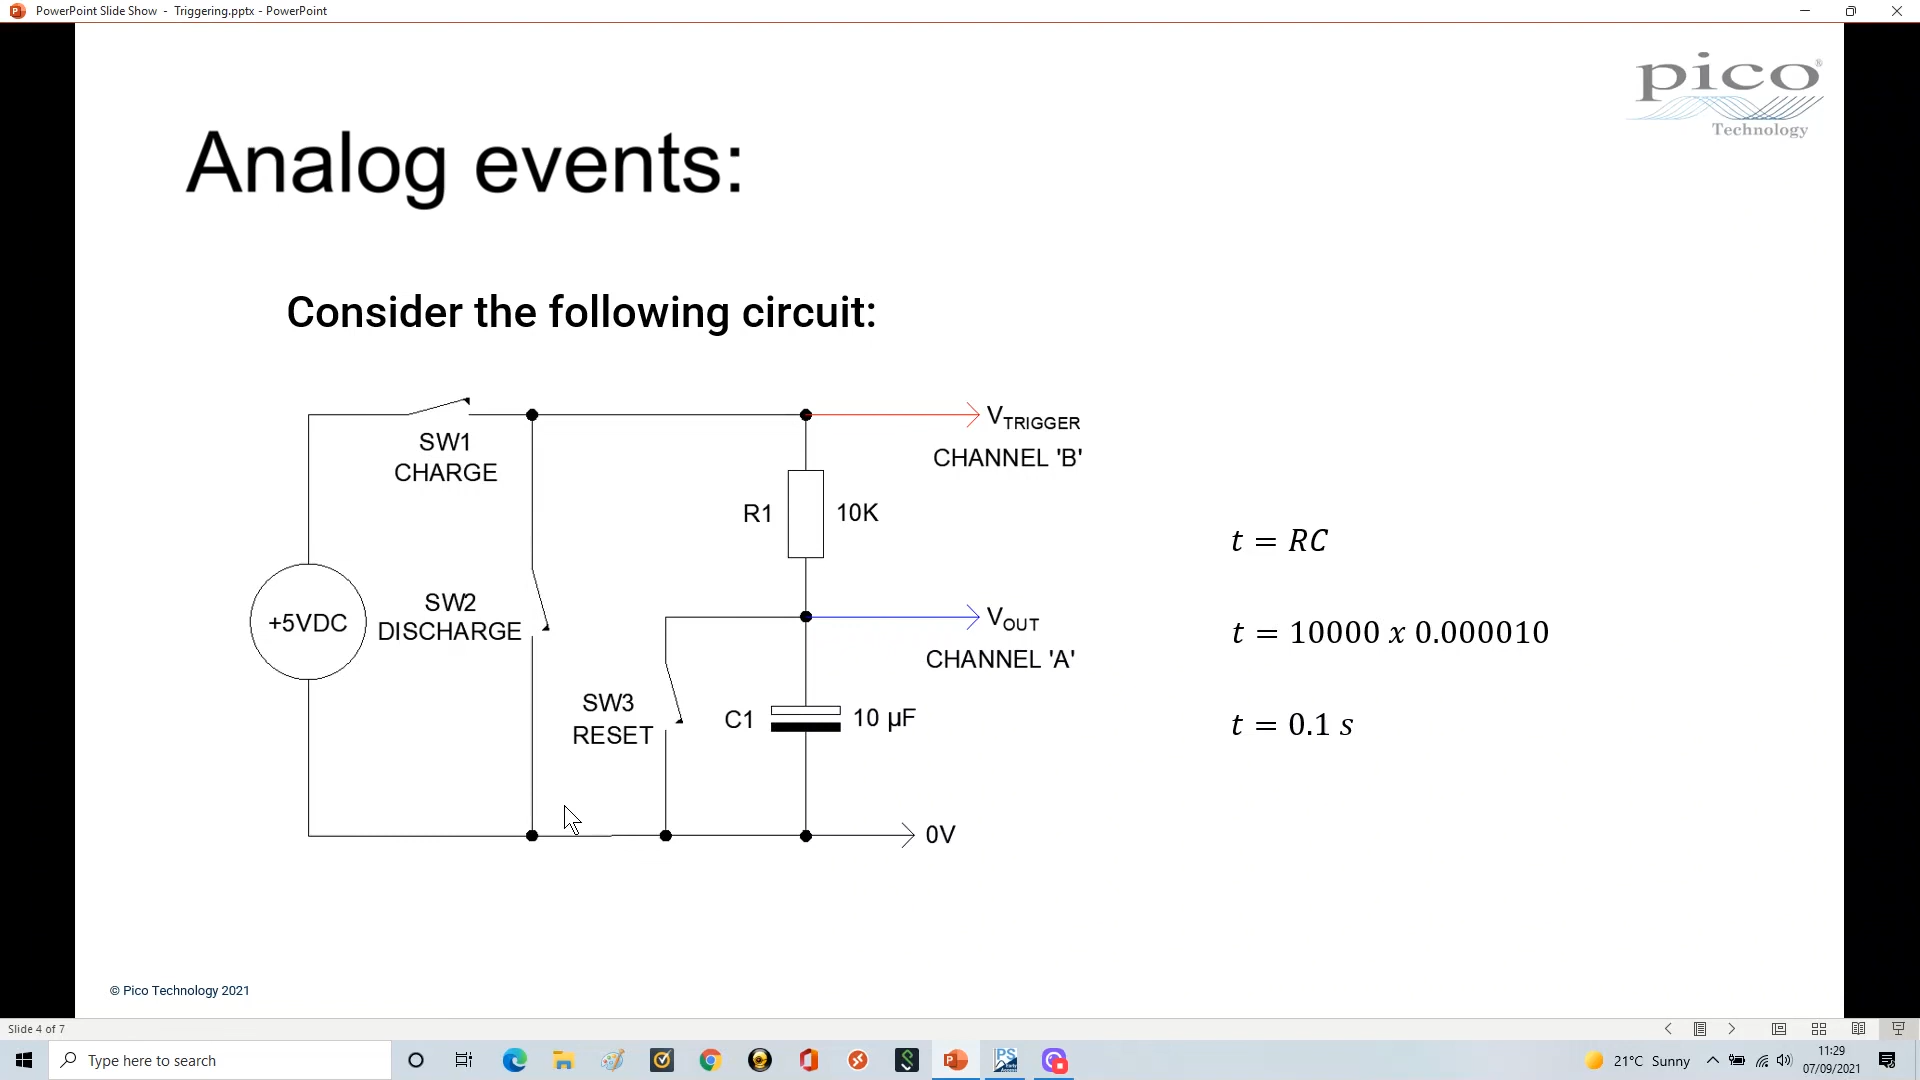 PowerPoint Slide Show - Triggering.pptx - PowerPoint
pico®
Technology
Analog events:
Consider the following circuit:
V_TRIGGER
CHANNEL 'B'
SW1
CHARGE
R1
10K
t = RC
+5VDC
SW2
DISCHARGE
V_OUT
CHANNEL 'A'
t = 10000 x 0.000010
SW3
RESET
C1
10 µF
t = 0.1 s
0V
© Pico Technology 2021
Slide 4 of 7
Type here to search
21°C Sunny
11:29
07/09/2021